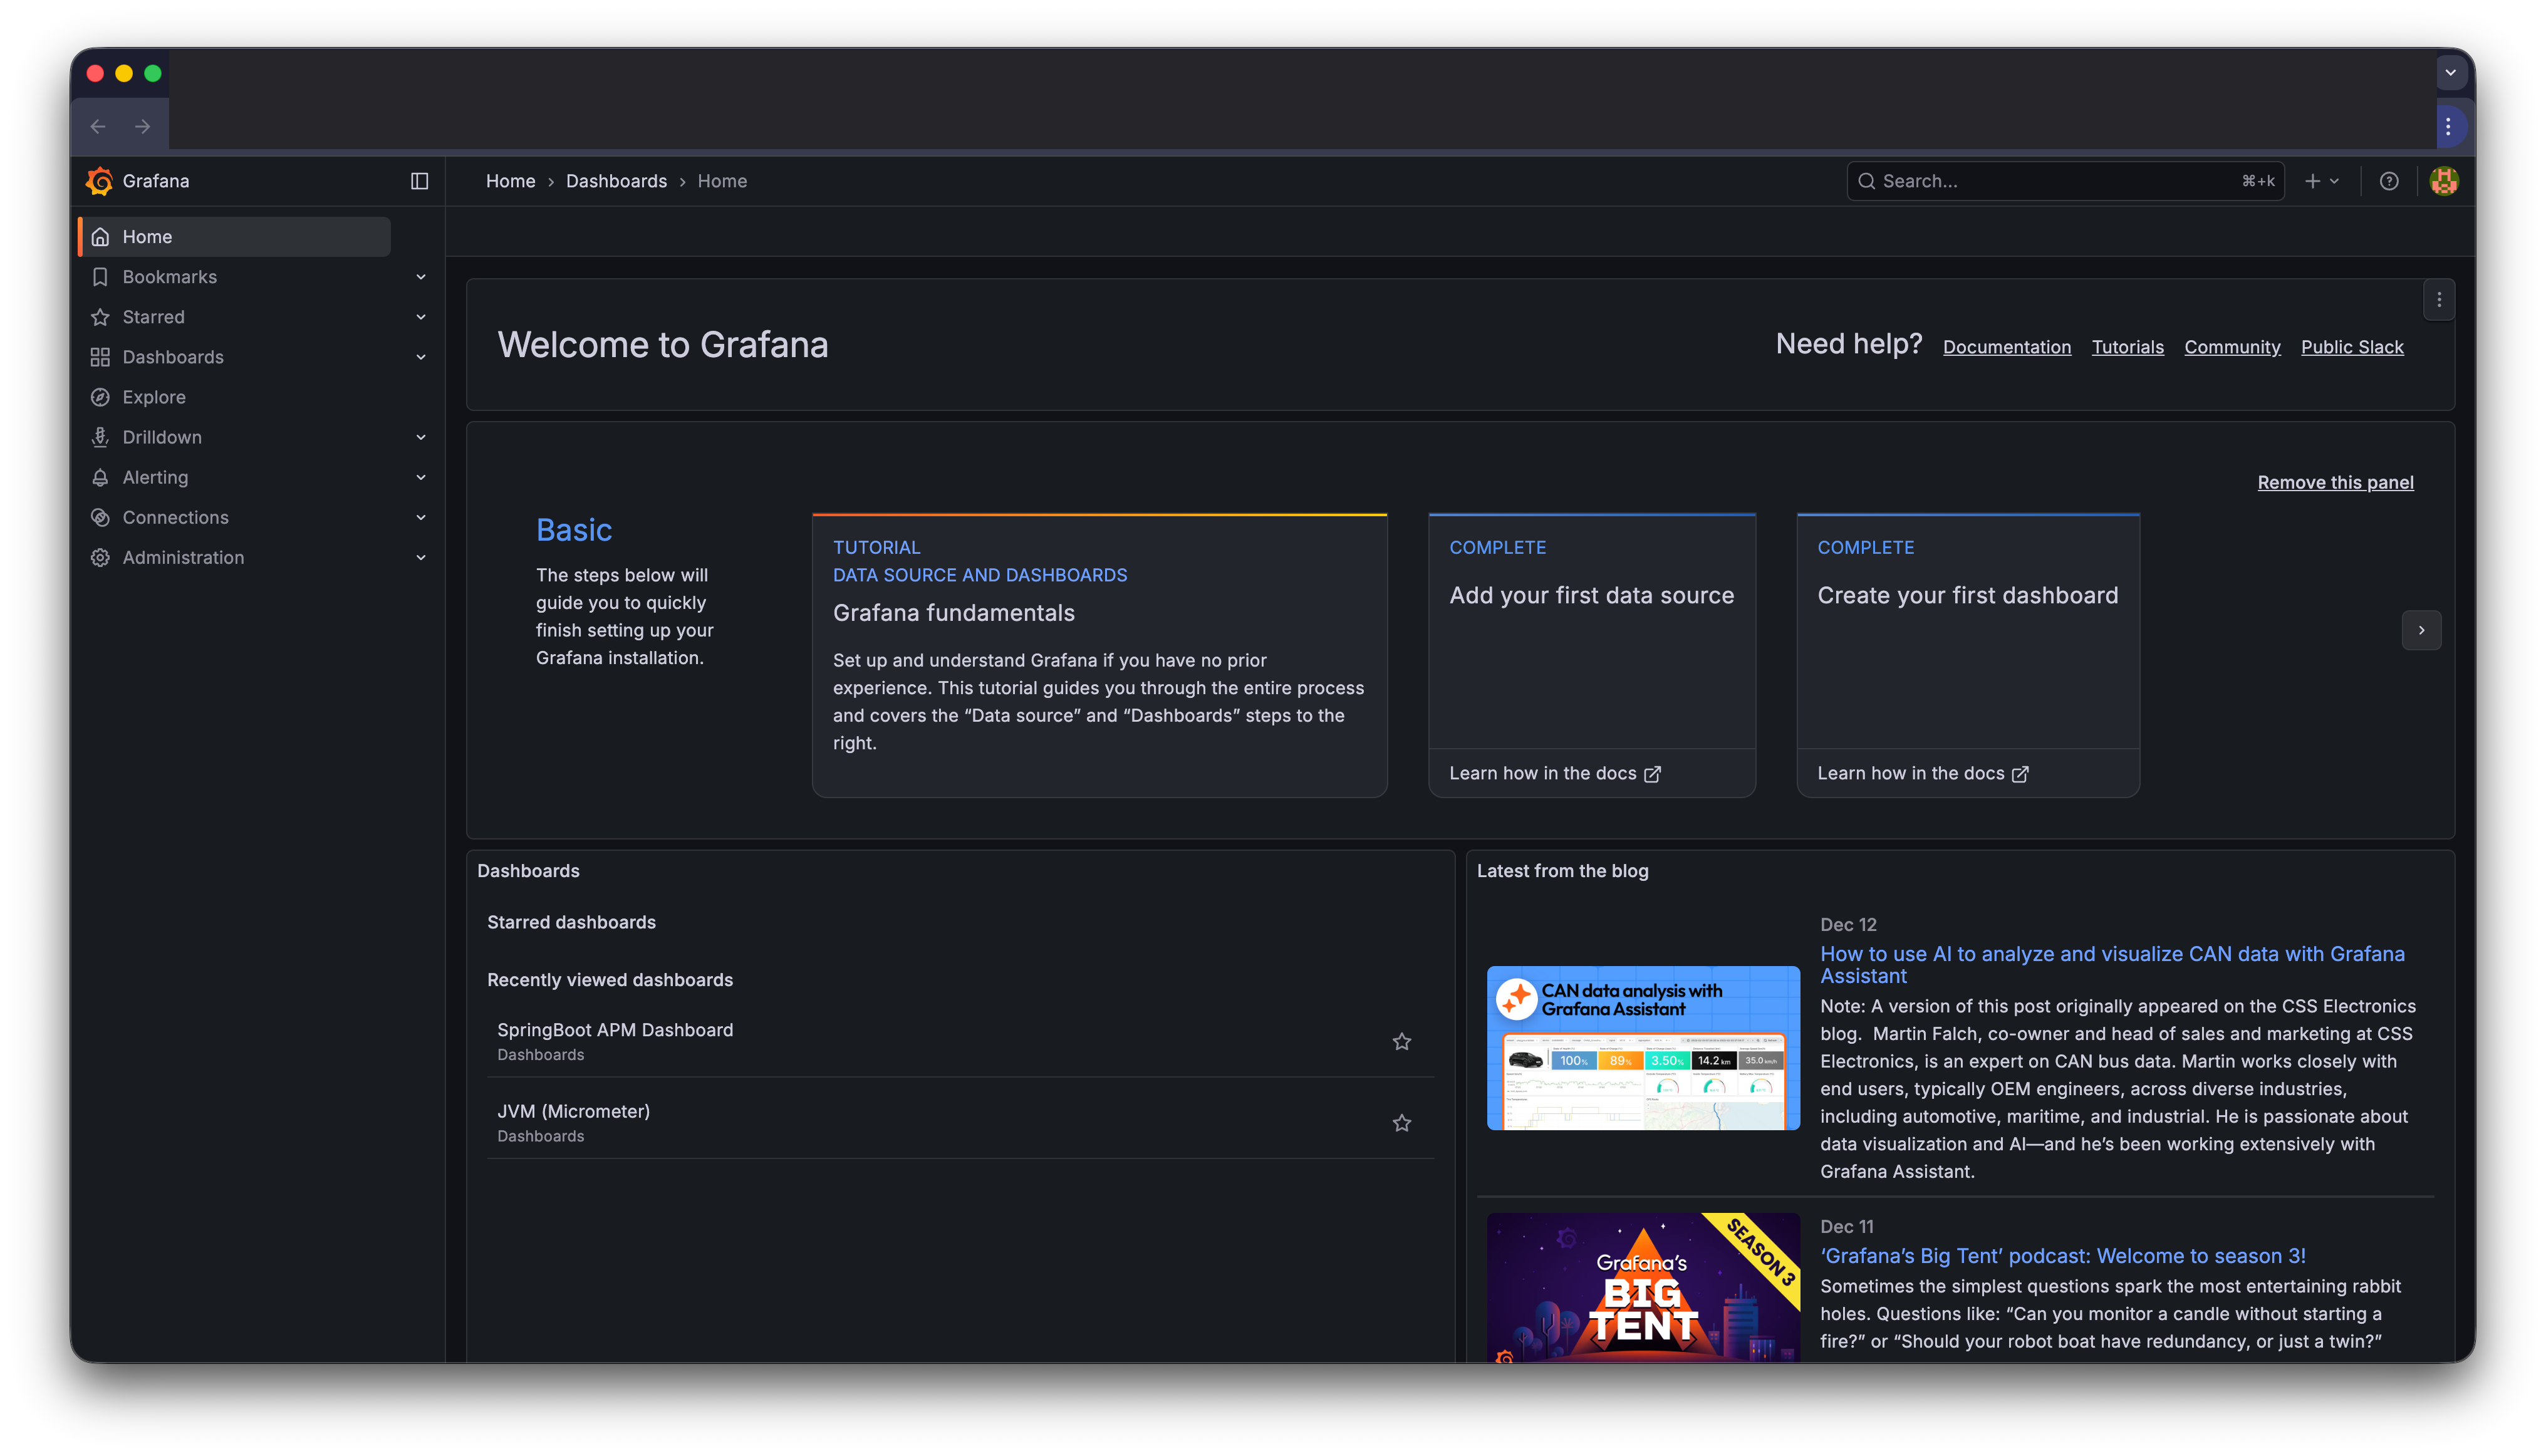 Grafana
Home › Dashboards › Home
Search...
⌘+k
Home
Bookmarks
Starred
Dashboards
Explore
Drilldown
Alerting
Connections
Administration
Welcome to Grafana
Need help?
Documentation
Tutorials
Community
Public Slack
Remove this panel
Basic
The steps below will
guide you to quickly
finish setting up your
Grafana installation.
TUTORIAL
DATA SOURCE AND DASHBOARDS
Grafana fundamentals
Set up and understand Grafana if you have no prior
experience. This tutorial guides you through the entire process
and covers the “Data source” and “Dashboards” steps to the
right.
COMPLETE
Add your first data source
Learn how in the docs
COMPLETE
Create your first dashboard
Learn how in the docs
Dashboards
Starred dashboards
Recently viewed dashboards
SpringBoot APM Dashboard
Dashboards
JVM (Micrometer)
Dashboards
Latest from the blog
CAN data analysis with
Grafana Assistant
100%
89%
3.50%
14.2 km
35.0 km/h
Dec 12
How to use AI to analyze and visualize CAN data with Grafana
Assistant
Note: A version of this post originally appeared on the CSS Electronics
blog.  Martin Falch, co-owner and head of sales and marketing at CSS
Electronics, is an expert on CAN bus data. Martin works closely with
end users, typically OEM engineers, across diverse industries,
including automotive, maritime, and industrial. He is passionate about
data visualization and AI—and he’s been working extensively with
Grafana Assistant.
SEASON 3
Grafana’s
BIG
TENT
Dec 11
‘Grafana’s Big Tent’ podcast: Welcome to season 3!
Sometimes the simplest questions spark the most entertaining rabbit
holes. Questions like: “Can you monitor a candle without starting a
fire?” or “Should your robot boat have redundancy, or just a twin?”